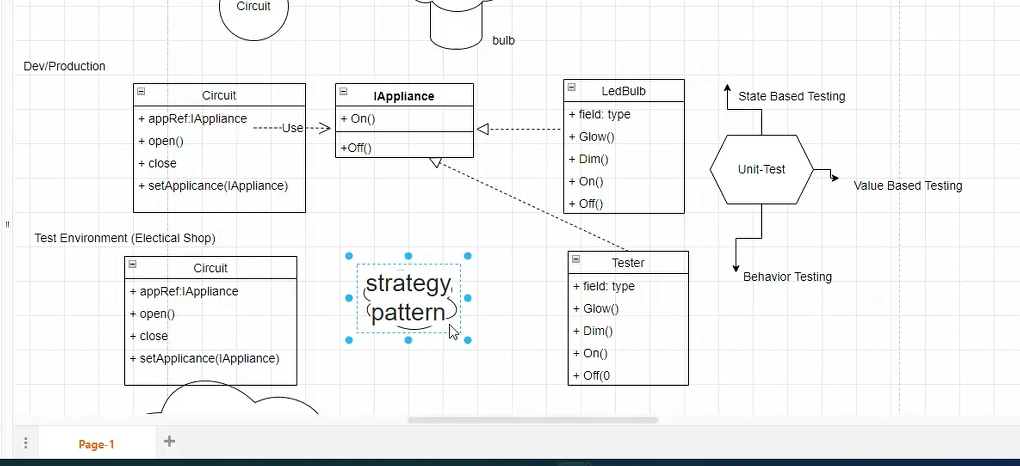 Circuit
bulb
Dev/Production
Circuit
+ appRef:IAppliance
+ open()
+ close
+ setApplicance(IAppliance)
Use
IAppliance
+ On()
+Off()
LedBulb
+ field: type
+ Glow()
+ Dim()
+ On()
+ Off()
State Based Testing
Unit-Test
Value Based Testing
Behavior Testing
Test Environment (Electical Shop)
Circuit
+ appRef:IAppliance
+ open()
+ close
+ setApplicance(IAppliance)
strategy
pattern
Tester
+ field: type
+ Glow()
+ Dim()
+ On()
+ Off(0
Page-1